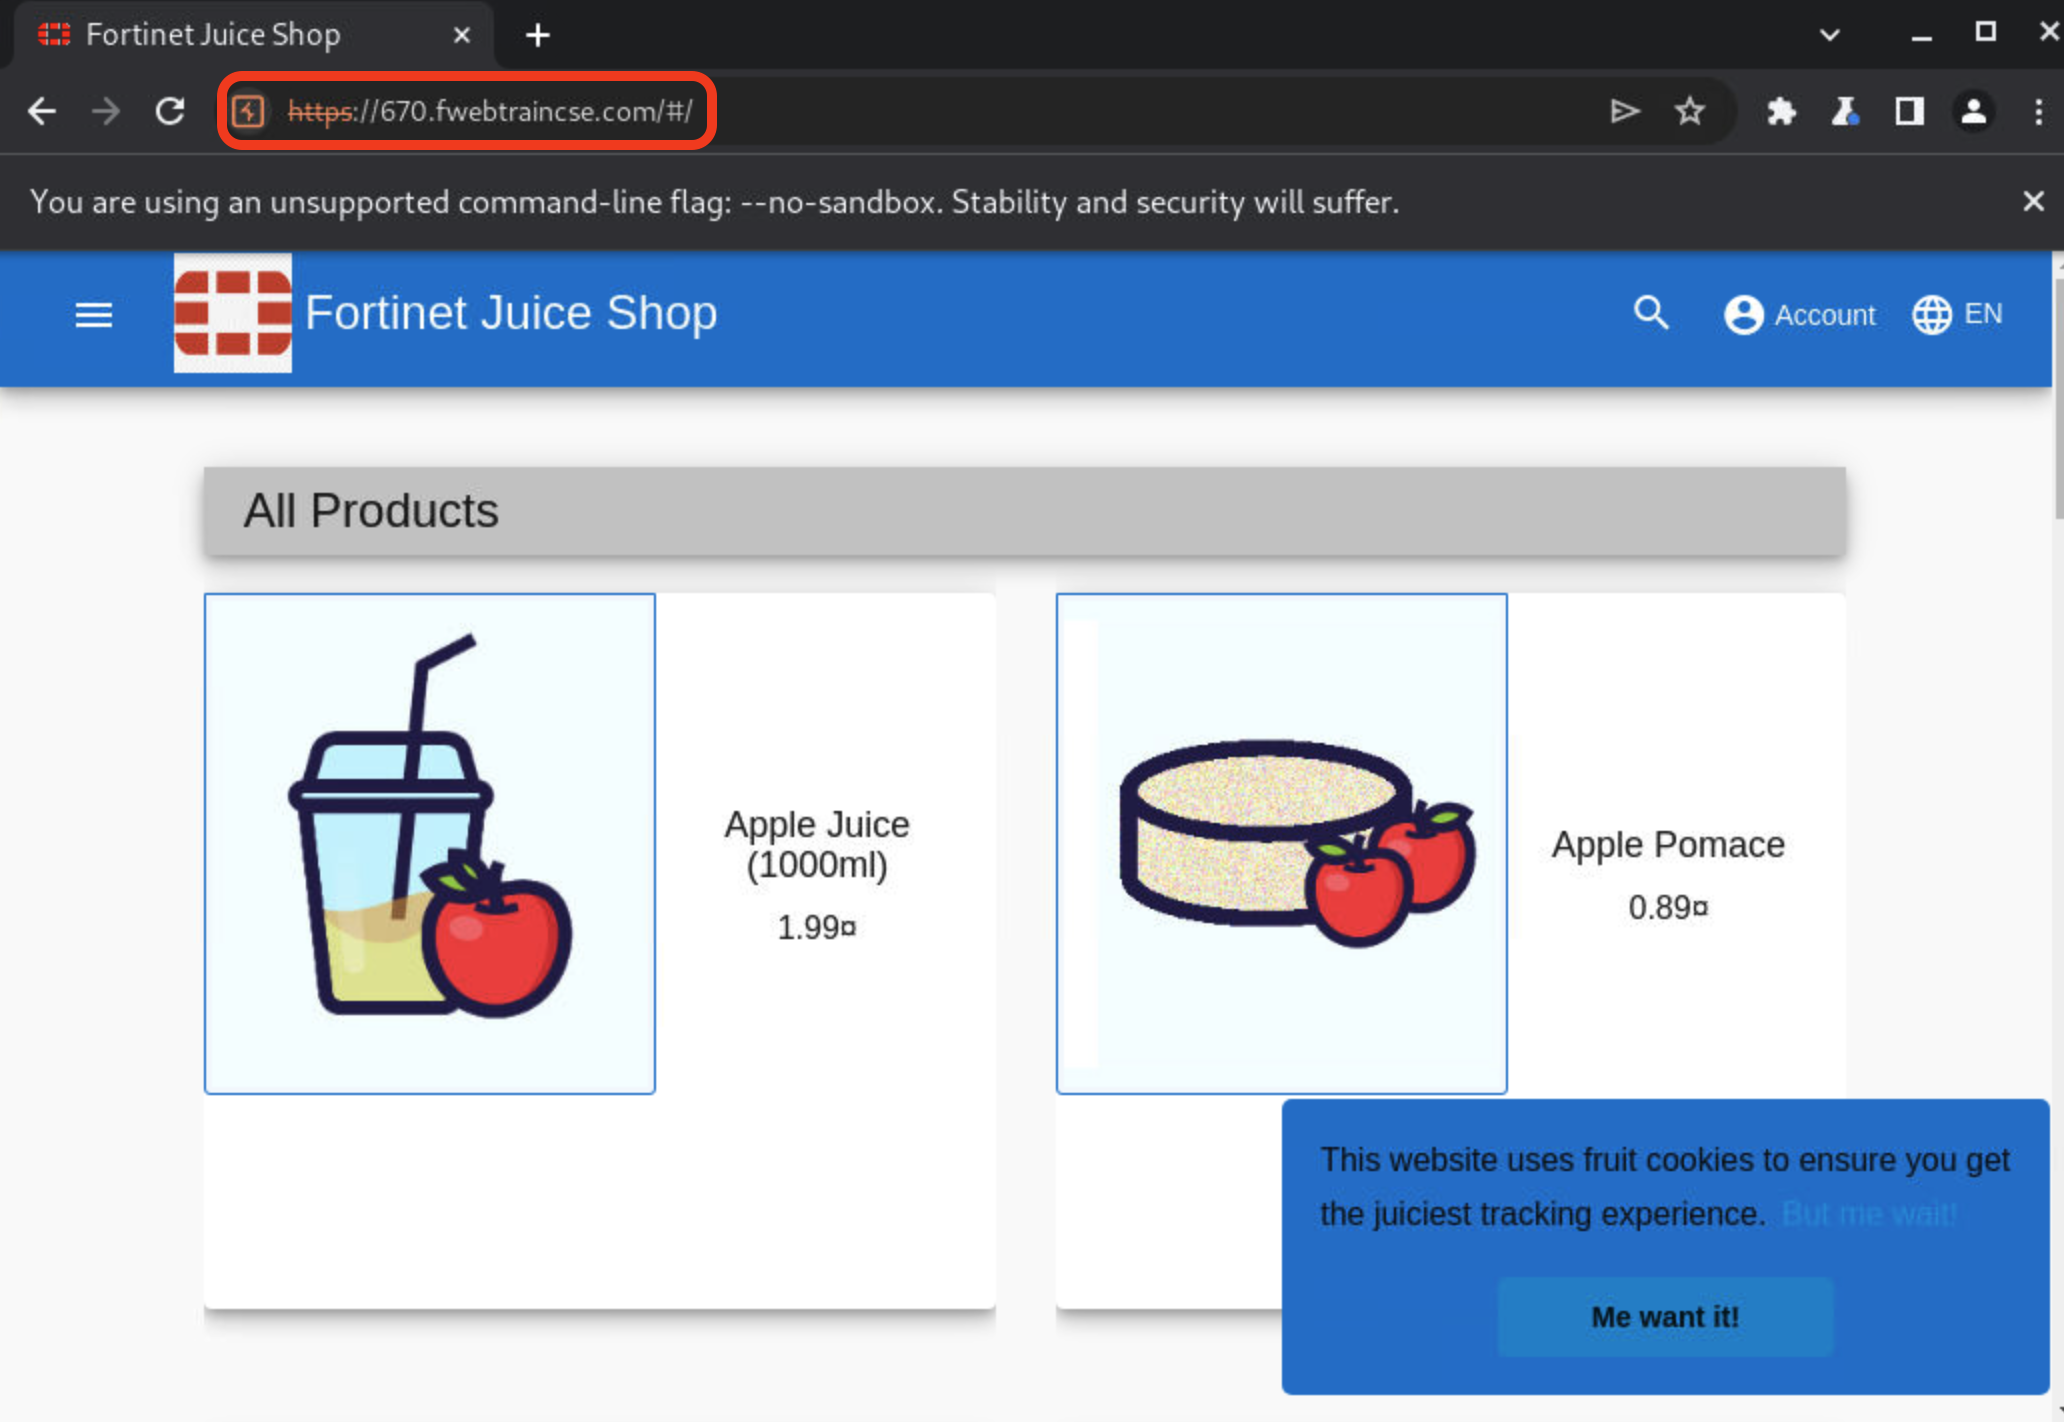 Fortinet Juice Shop
https://670.fwebtraincse.com/#/
You are using an unsupported command-line flag: --no-sandbox. Stability and security will suffer.
Fortinet Juice Shop
Account
EN
All Products
Apple Juice
(1000ml)
1.99¤
Apple Pomace
0.89¤
This website uses fruit cookies to ensure you get
the juiciest tracking experience. But me wait!
Me want it!